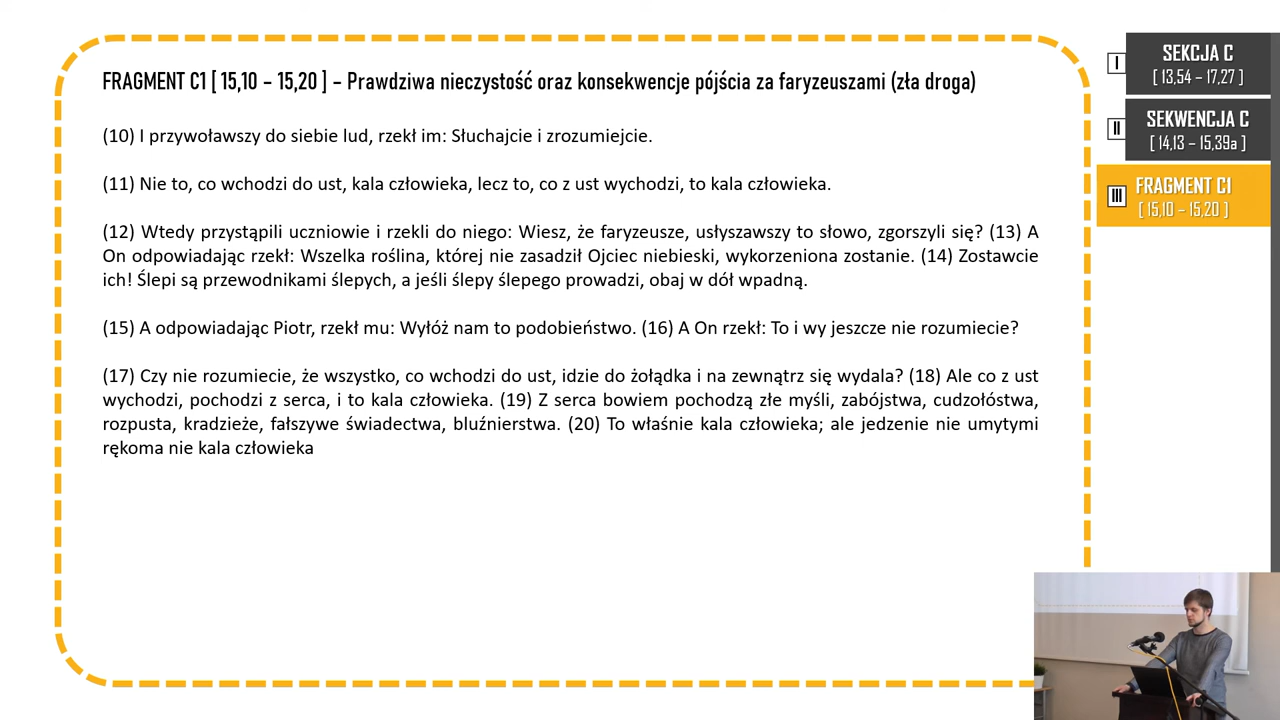 FRAGMENT C1 [ 15,10 – 15,20 ] – Prawdziwa nieczystość oraz konsekwencje pójścia za faryzeuszami (zła droga)
(10) I przywoławszy do siebie lud, rzekł im: Słuchajcie i zrozumiejcie.
(11) Nie to, co wchodzi do ust, kala człowieka, lecz to, co z ust wychodzi, to kala człowieka.
(12) Wtedy przystąpili uczniowie i rzekli do niego: Wiesz, że faryzeusze, usłyszawszy to słowo, zgorszyli się? (13) A
On odpowiadając rzekł: Wszelka roślina, której nie zasadził Ojciec niebieski, wykorzeniona zostanie. (14) Zostawcie
ich! Ślepi są przewodnikami ślepych, a jeśli ślepy ślepego prowadzi, obaj w dół wpadną.
(15) A odpowiadając Piotr, rzekł mu: Wyłóż nam to podobieństwo. (16) A On rzekł: To i wy jeszcze nie rozumiecie?
(17) Czy nie rozumiecie, że wszystko, co wchodzi do ust, idzie do żołądka i na zewnątrz się wydala? (18) Ale co z ust
wychodzi, pochodzi z serca, i to kala człowieka. (19) Z serca bowiem pochodzą złe myśli, zabójstwa, cudzołóstwa,
rozpusta, kradzieże, fałszywe świadectwa, bluźnierstwa. (20) To właśnie kala człowieka; ale jedzenie nie umytymi
rękoma nie kala człowieka
I
SEKCJA C
[ 13,54 – 17,27 ]
II
SEKWENCJA C
[ 14,13 – 15,39a ]
III
FRAGMENT C1
[ 15,10 – 15,20 ]